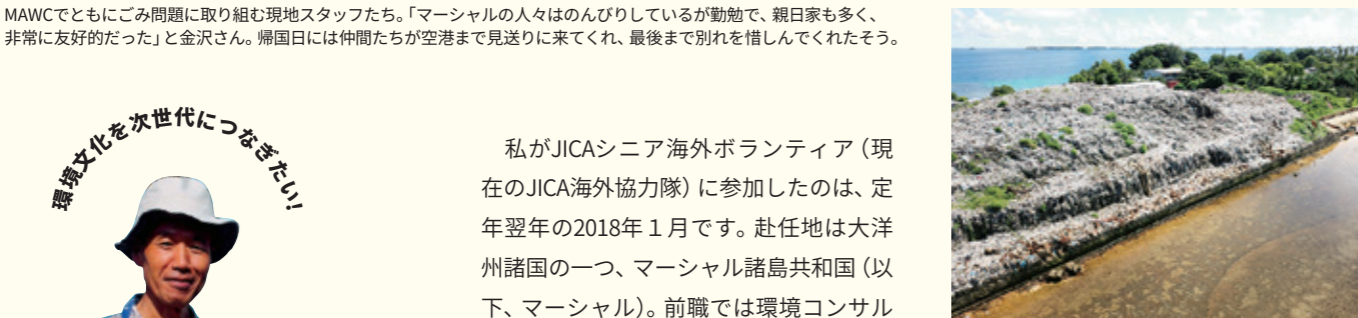 MAWCでともにごみ問題に取り組む現地スタッフたち。「マーシャルの人々はのんびりしているが勤勉で、親日家も多く、
非常に友好的だった」と金沢さん。帰国日には仲間たちが空港まで見送りに来てくれ、最後まで別れを惜しんでくれたそう。
環境文化を次世代につなぎたい!
　私がJICAシニア海外ボランティア（現
在のJICA海外協力隊）に参加したのは、定
年翌年の2018年１月です。赴任地は大洋
州諸国の一つ、マーシャル諸島共和国（以
下、マーシャル）。前職では環境コンサル